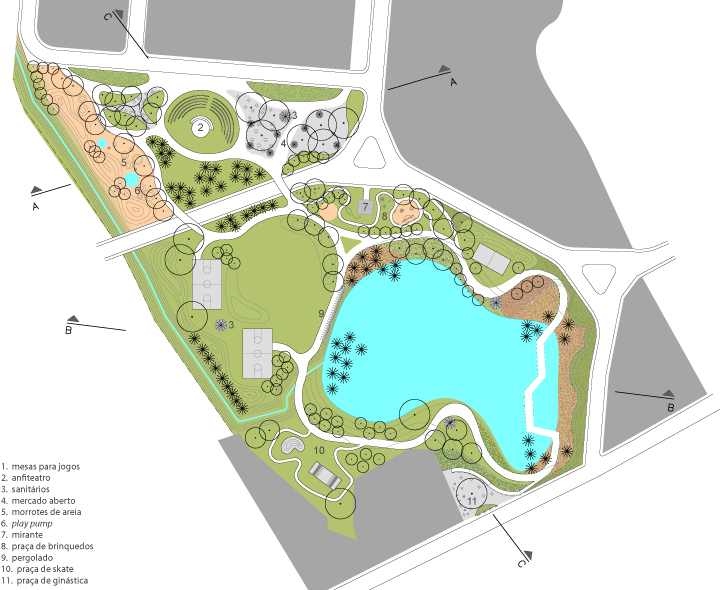 C
A
3
4
2
5
6
A
7
8
B
3
9
B
10
11
C
1. mesas para jogos
2. anfiteatro
3. sanitários
4. mercado aberto
5. morrotes de areia
6. play pump
7. mirante
8. praça de brinquedos
9. pergolado
10. praça de skate
11. praça de ginástica